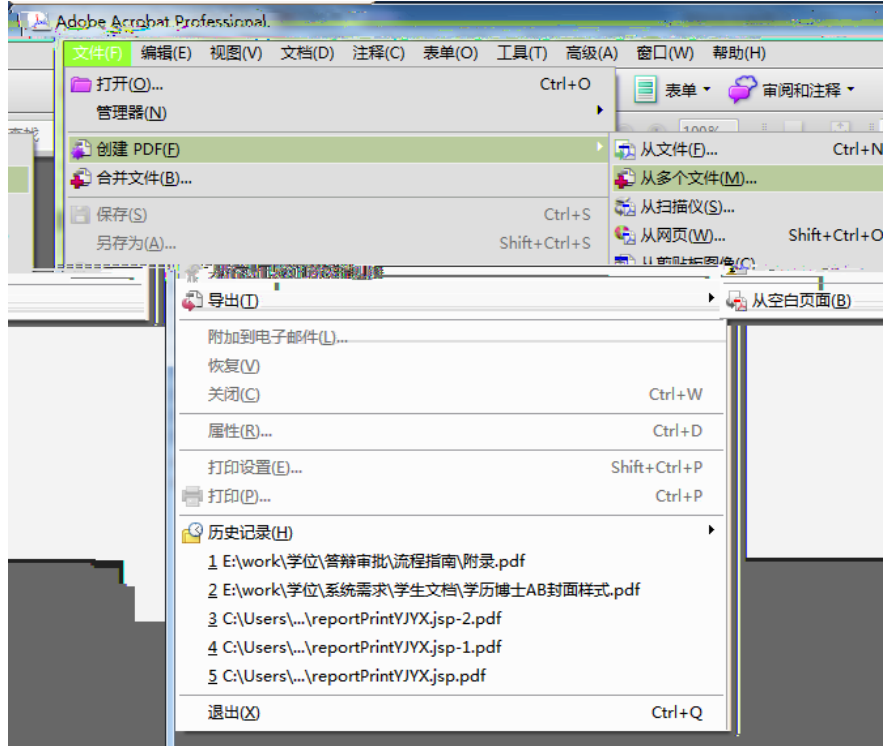 Adobe Acrobat Professional.
文件(F) 编辑(E) 视图(V) 文档(D) 注释(C) 表单(O) 工具(T) 高级(A) 窗口(W) 帮助(H)
打开(O)... Ctrl+O
表单 审阅和注释
管理器(N)
100%
创建 PDF(F)
从文件(F)... Ctrl+N
合并文件(B)...
从多个文件(M)...
保存(S) Ctrl+S
从扫描仪(S)...
另存为(A)... Shift+Ctrl+S
从网页(W)... Shift+Ctrl+O
从剪贴板图像(C)
导出(T)
从空白页面(B)
附加到电子邮件(L)...
恢复(V)
关闭(C) Ctrl+W
属性(R)... Ctrl+D
打印设置(E)... Shift+Ctrl+P
打印(P)... Ctrl+P
历史记录(H)
1 E:\work\学位\答辩审批\流程指南\附录.pdf
2 E:\work\学位\系统需求\学生文档\学历博士AB封面样式.pdf
3 C:\Users\...\reportPrintYJYX.jsp-2.pdf
4 C:\Users\...\reportPrintYJYX.jsp-1.pdf
5 C:\Users\...\reportPrintYJYX.jsp.pdf
退出(X) Ctrl+Q